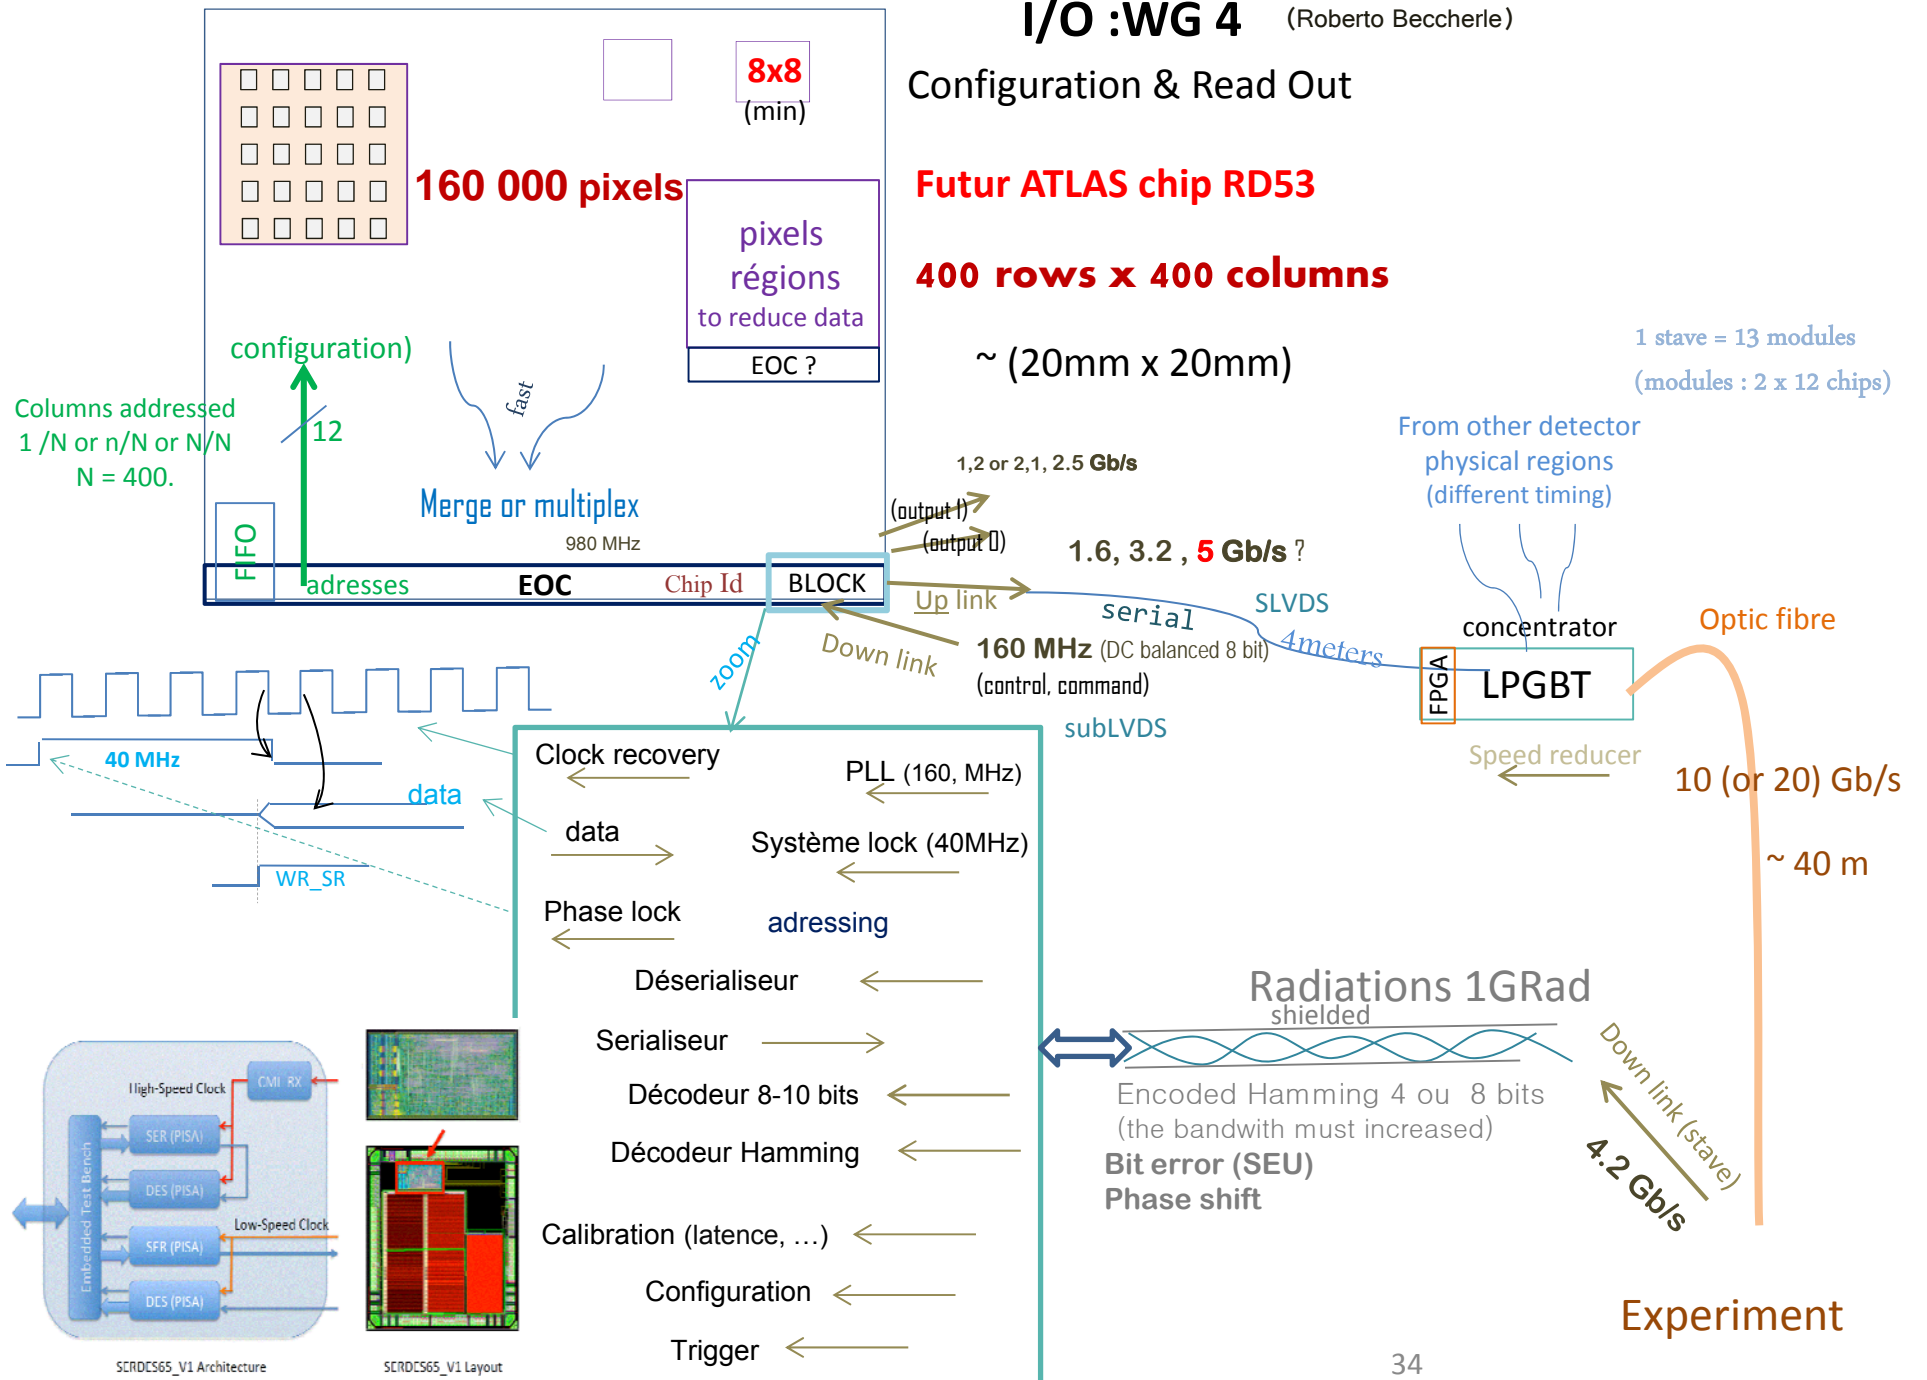 I/O :WG 4 (Roberto Beccherle)
Configuration & Read Out
8x8
(min)
160 000 pixels
Futur ATLAS chip RD53
pixels
régions
to reduce data
EOC ?
400 rows x 400 columns
~ (20mm x 20mm)
1 stave = 13 modules
(modules : 2 x 12 chips)
configuration)
Columns addressed
1 /N or n/N or N/N
N = 400.
12
fast
Merge or multiplex
980 MHz
FIFO
adresses
EOC
Chip Id
BLOCK
1,2 or 2,1, 2.5 Gb/s
(output 1)
(output 0)
1.6, 3.2 , 5 Gb/s ?
Up link
serial
SLVDS
4meters
Down link
160 MHz (DC balanced 8 bit)
(control, command)
subLVDS
From other detector
physical regions
(different timing)
concentrator
FPGA
LPGBT
Speed reducer
Optic fibre
10 (or 20) Gb/s
~ 40 m
zoom
40 MHz
data
WR_SR
Clock recovery
PLL (160, MHz)
data
Système lock (40MHz)
Phase lock
adressing
Déserialiseur
Serialiseur
Décodeur 8-10 bits
Décodeur Hamming
Calibration (latence, ...)
Configuration
Trigger
Radiations 1GRad
shielded
Encoded Hamming 4 ou 8 bits
(the bandwith must increased)
Bit error (SEU)
Phase shift
Down link (stave)
4.2 Gb/s
Experiment
High-Speed Clock
CML RX
SER (PISA)
DES (PISA)
Low-Speed Clock
SER (PISA)
DES (PISA)
Embedded Test Bench
SERDES65_V1 Architecture
SERDES65_V1 Layout
34